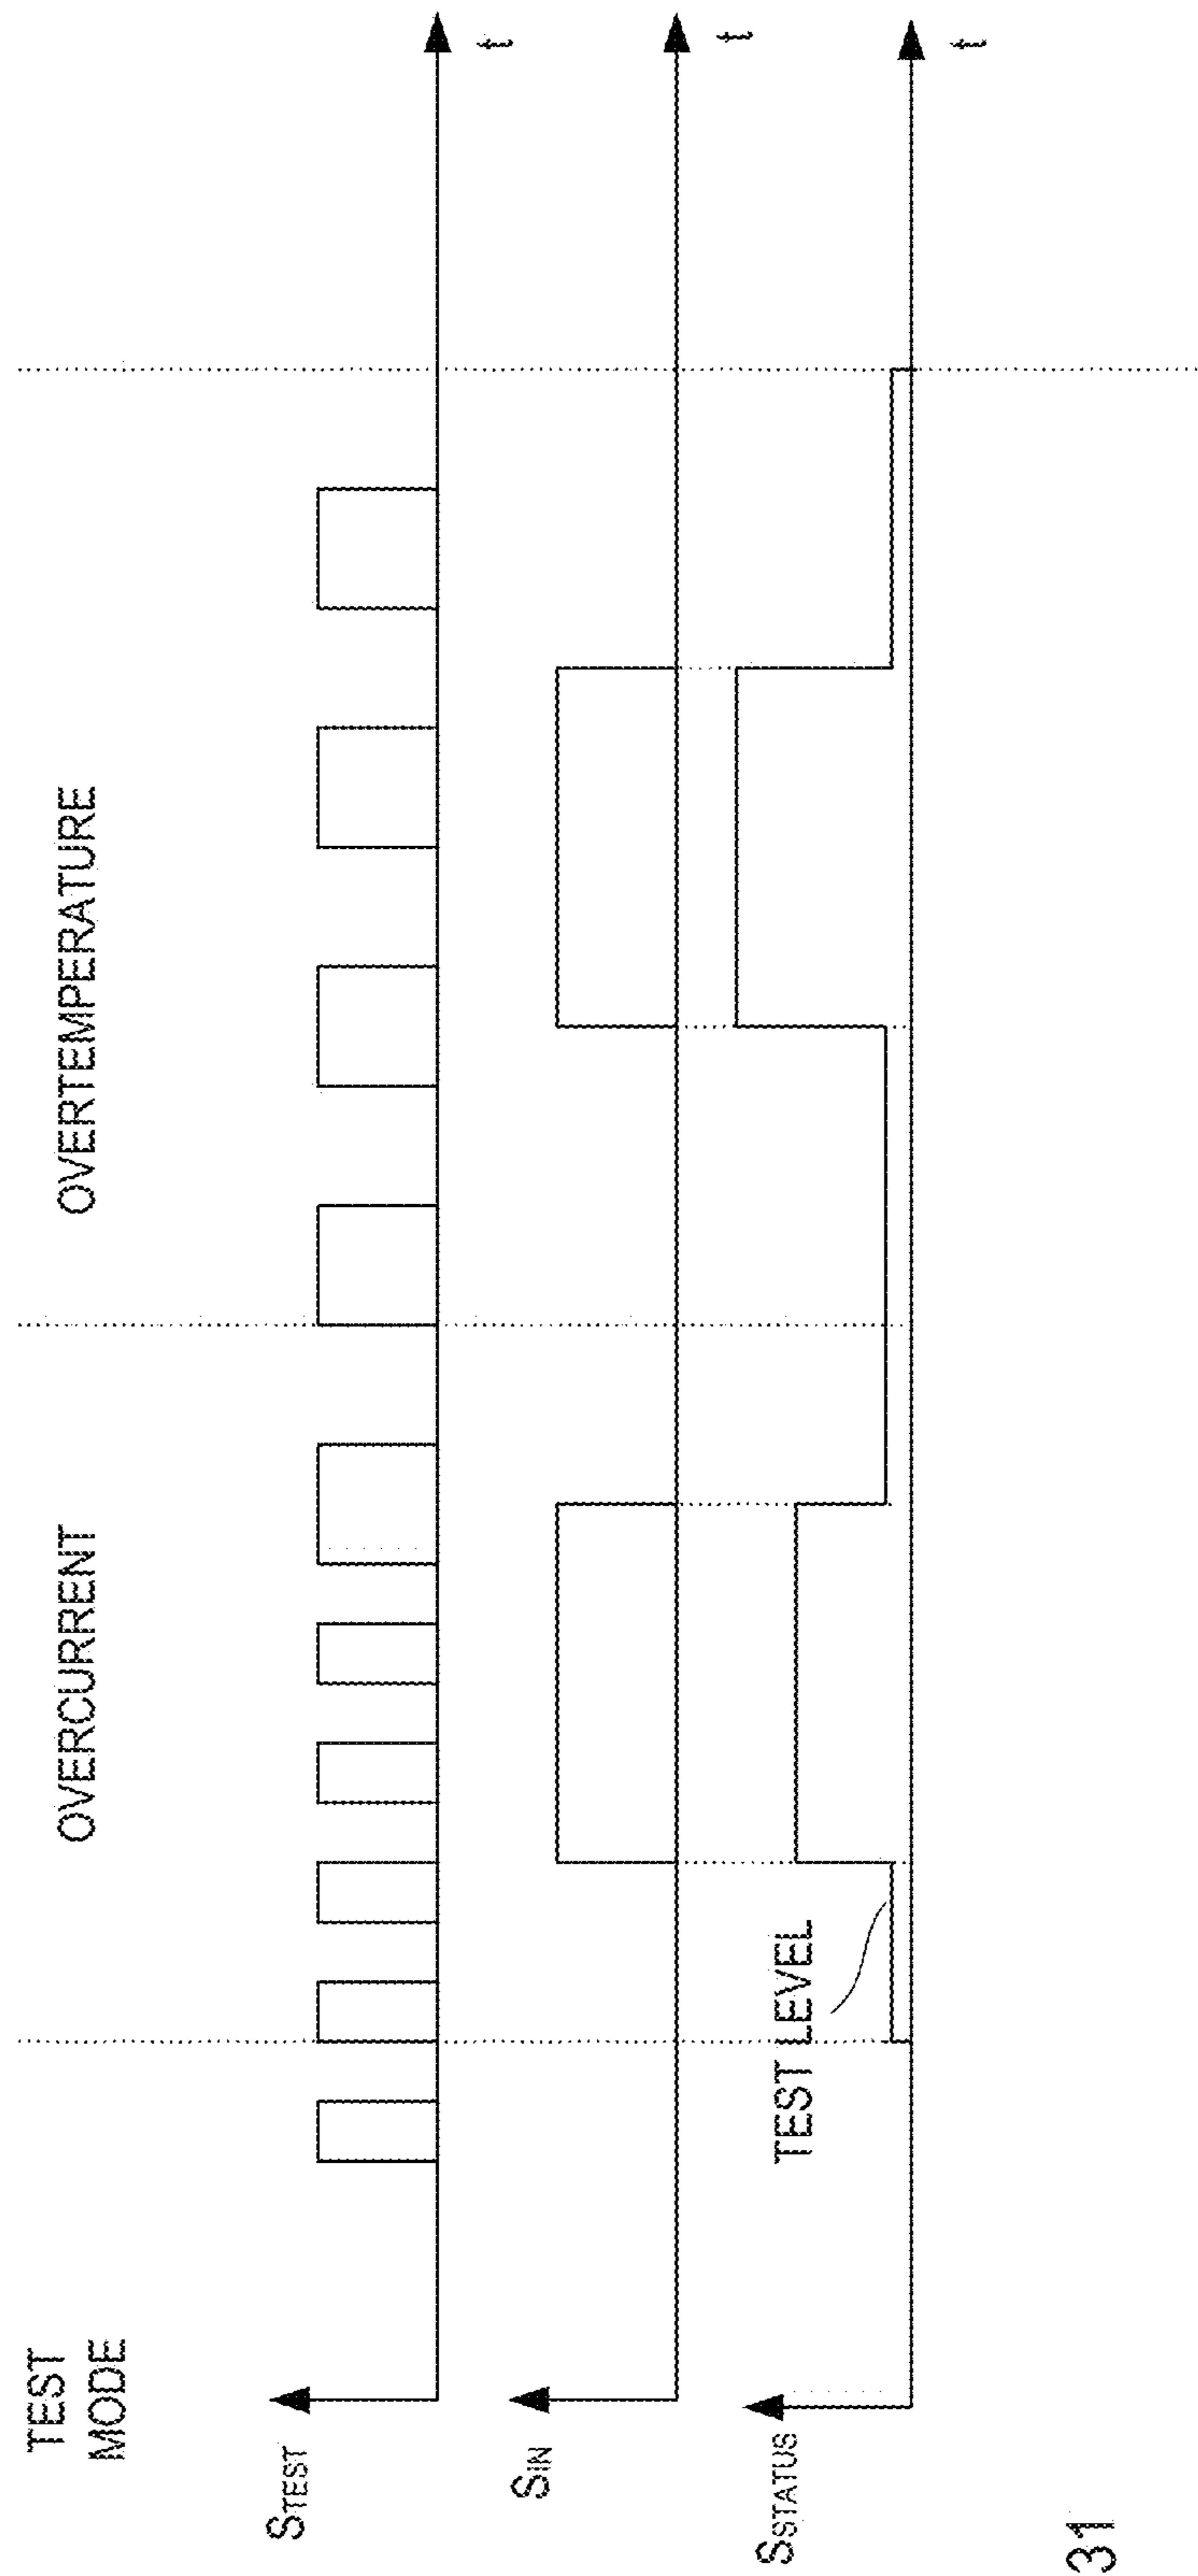 TEST
MODE
OVERCURRENT
OVERTEMPERATURE
STEST
t
SIN
t
TEST LEVEL
SSTATUS
t
31